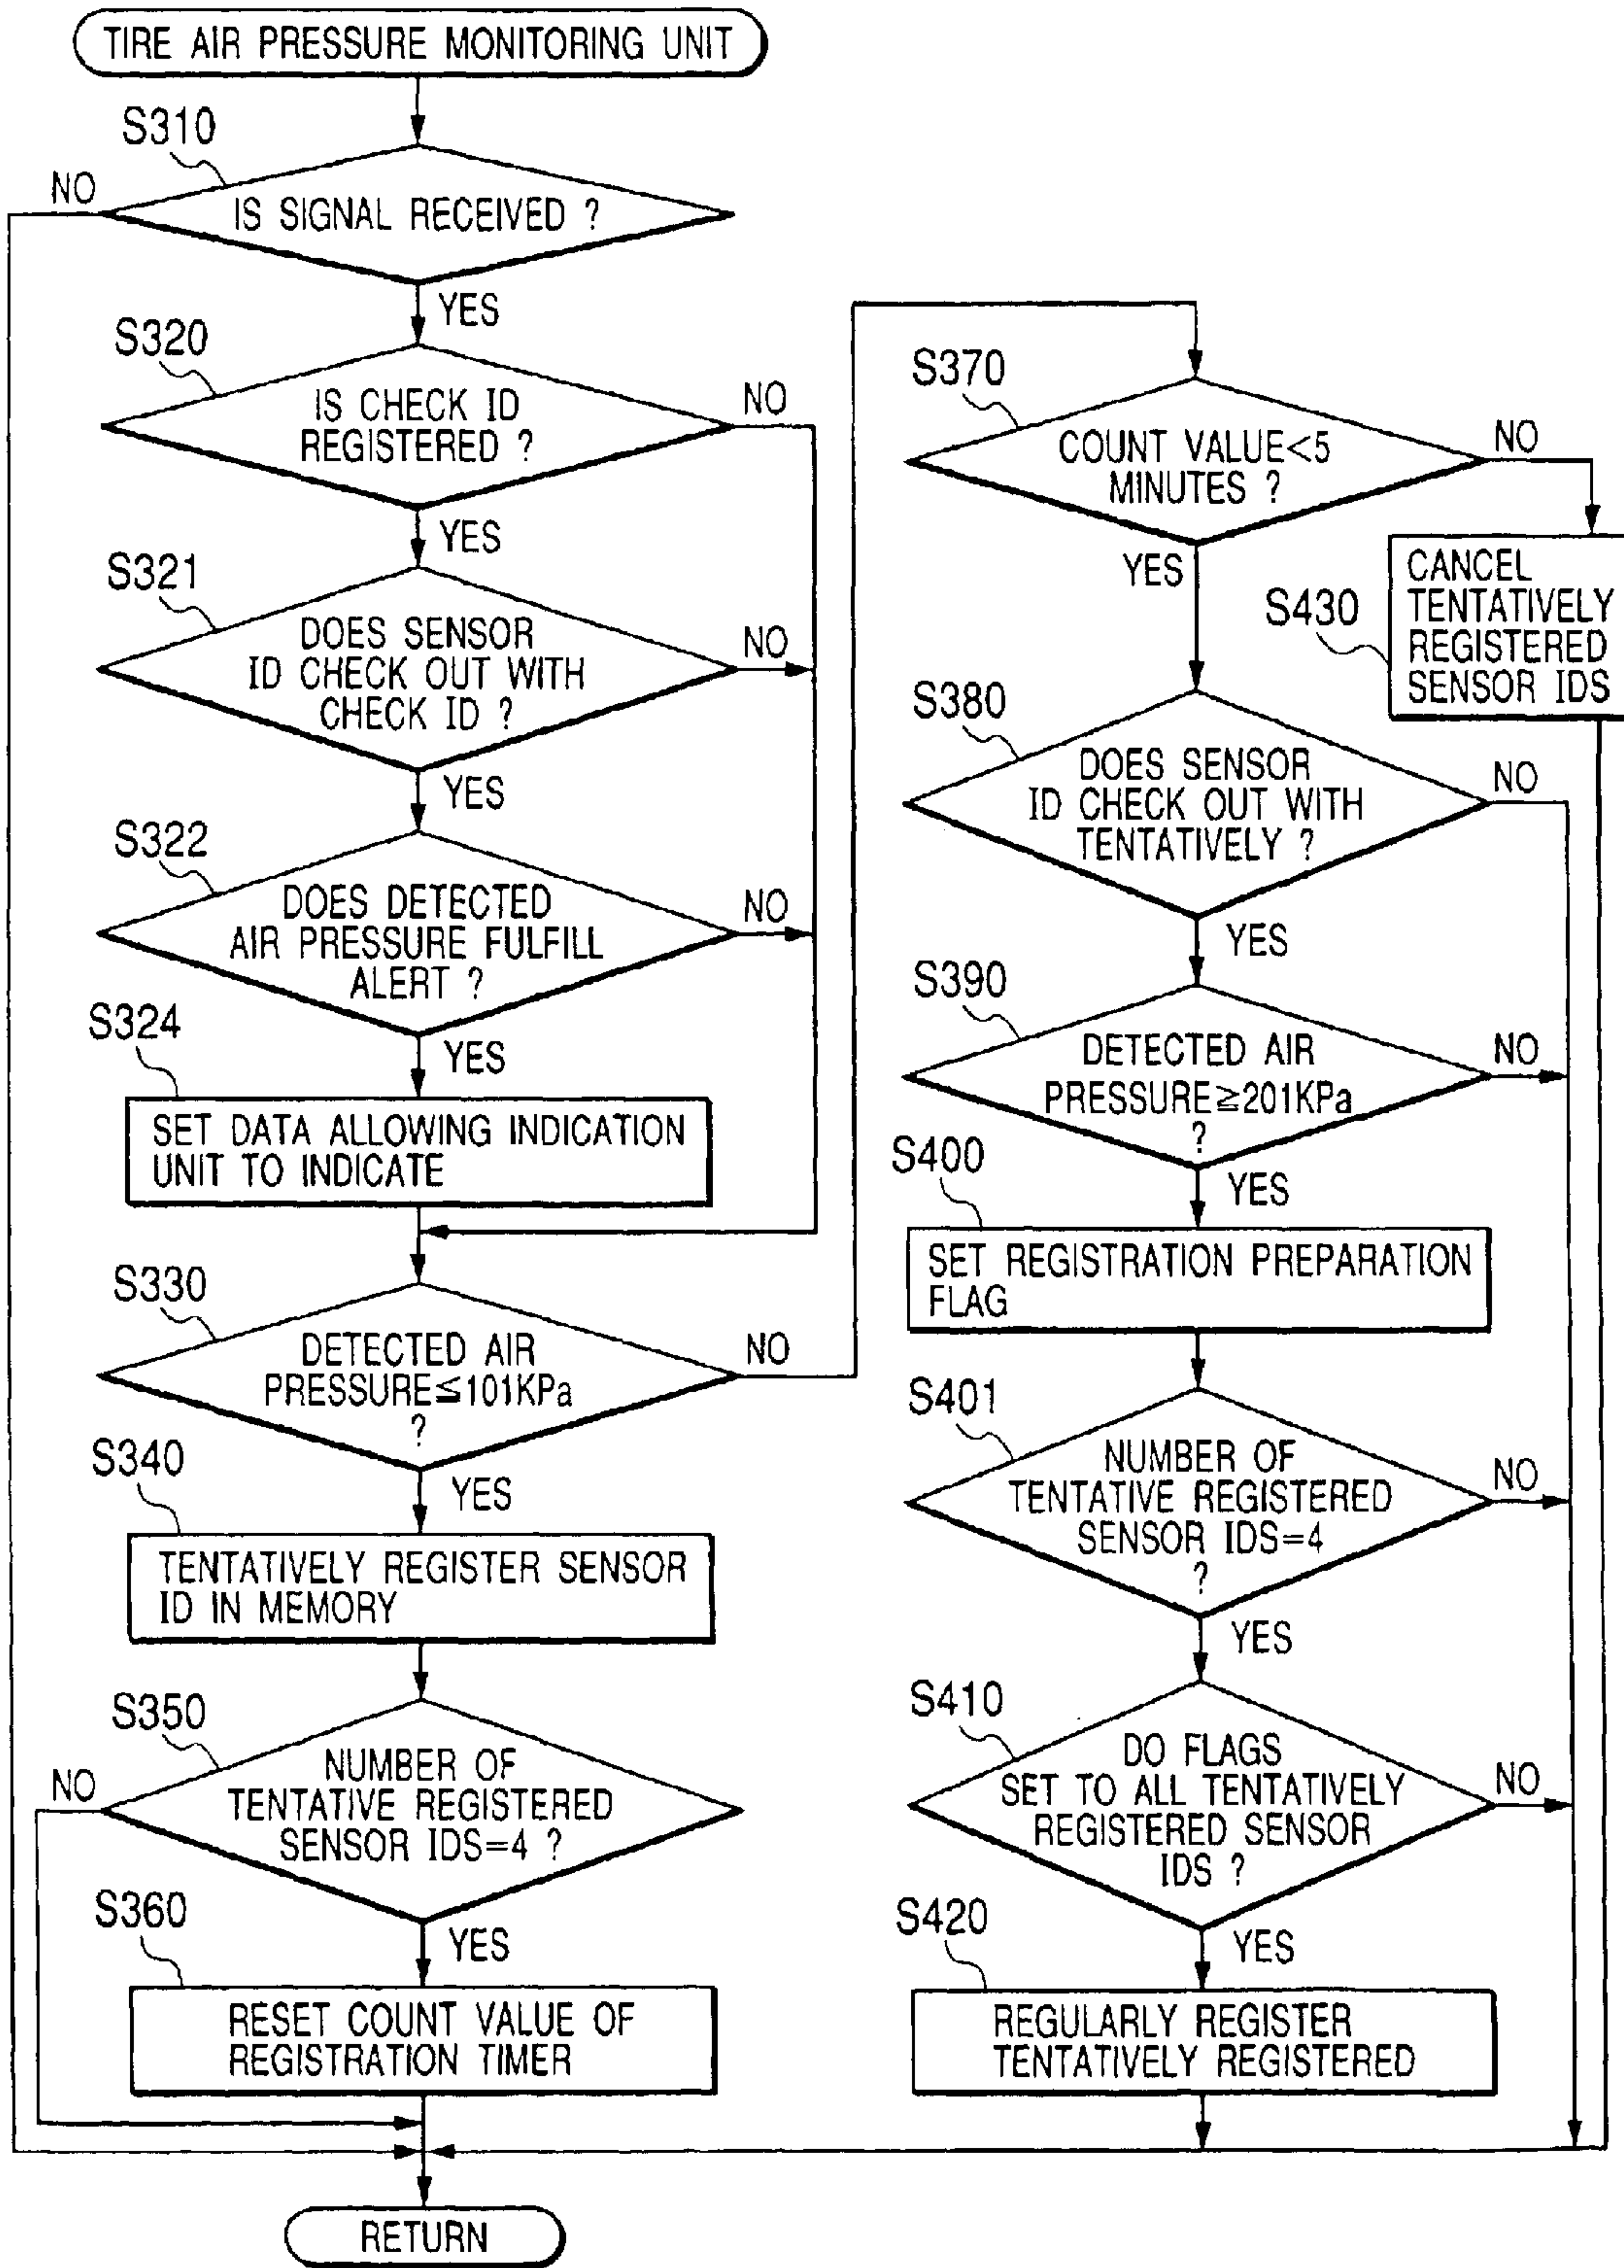 TIRE AIR PRESSURE MONITORING UNIT
S310
NO
IS SIGNAL RECEIVED ?
YES
S320
IS CHECK ID
REGISTERED ?
NO
YES
S321
DOES SENSOR
ID CHECK OUT WITH
CHECK ID ?
NO
YES
S322
DOES DETECTED
AIR PRESSURE FULFILL
ALERT ?
NO
YES
S324
SET DATA ALLOWING INDICATION
UNIT TO INDICATE
S330
DETECTED AIR
PRESSURE≦101KPa
?
NO
YES
S340
TENTATIVELY REGISTER SENSOR
ID IN MEMORY
S350
NO
NUMBER OF
TENTATIVE REGISTERED
SENSOR IDS=4 ?
YES
S360
RESET COUNT VALUE OF
REGISTRATION TIMER
RETURN
S370
COUNT VALUE<5
MINUTES ?
NO
YES
S430
CANCEL
TENTATIVELY
REGISTERED
SENSOR IDS
S380
DOES SENSOR
ID CHECK OUT WITH
TENTATIVELY ?
NO
YES
S390
DETECTED AIR
PRESSURE≧201KPa
?
NO
YES
S400
SET REGISTRATION PREPARATION
FLAG
S401
NUMBER OF
TENTATIVE REGISTERED
SENSOR IDS=4
?
NO
YES
S410
DO FLAGS
SET TO ALL TENTATIVELY
REGISTERED SENSOR
IDS ?
NO
YES
S420
REGULARLY REGISTER
TENTATIVELY REGISTERED